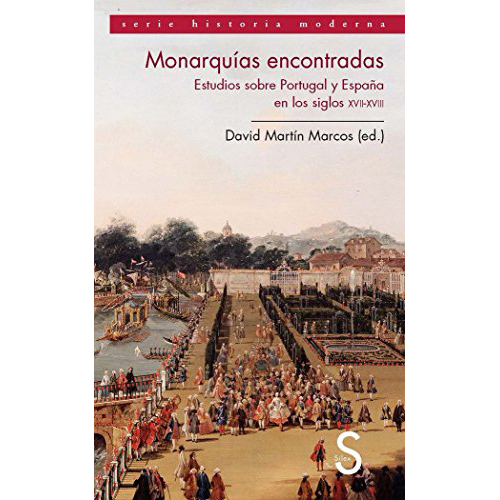 serie historia moderna
Monarquías encontradas
Estudios sobre Portugal y España
en los siglos XVII-XVIII
David Martín Marcos (ed.)
S
Sílex